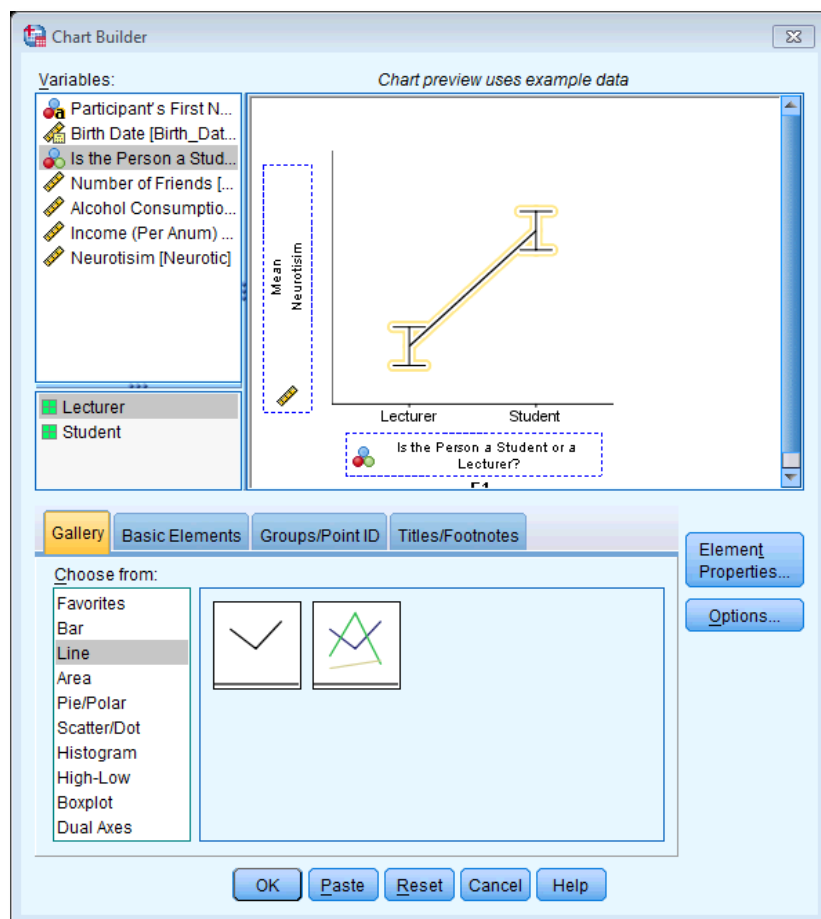 Chart Builder
Variables:
Chart preview uses example data
Participant's First N...
Birth Date [Birth_Dat...
Is the Person a Stud...
Number of Friends [...
Alcohol Consumptio...
Income (Per Anum) ...
Neurotisim [Neurotic]
Lecturer
Student
Mean
Neurotisim
Lecturer Student
Is the Person a Student or a
Lecturer?
Gallery Basic Elements Groups/Point ID Titles/Footnotes
Choose from:
Favorites
Bar
Line
Area
Pie/Polar
Scatter/Dot
Histogram
High-Low
Boxplot
Dual Axes
Element
Properties...
Options...
OK Paste Reset Cancel Help